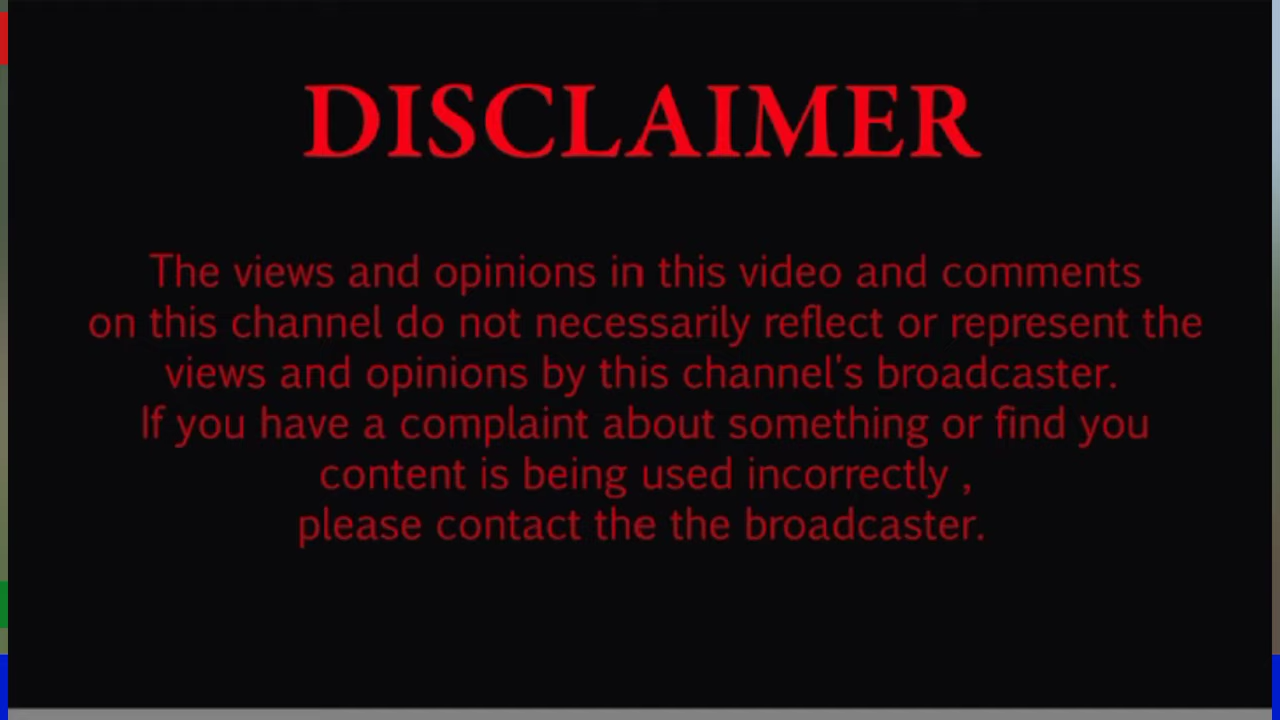 DISCLAIMER
The views and opinions in this video and comments
on this channel do not necessarily reflect or represent the
views and opinions by this channel's broadcaster.
If you have a complaint about something or find you
content is being used incorrectly ,
please contact the the broadcaster.